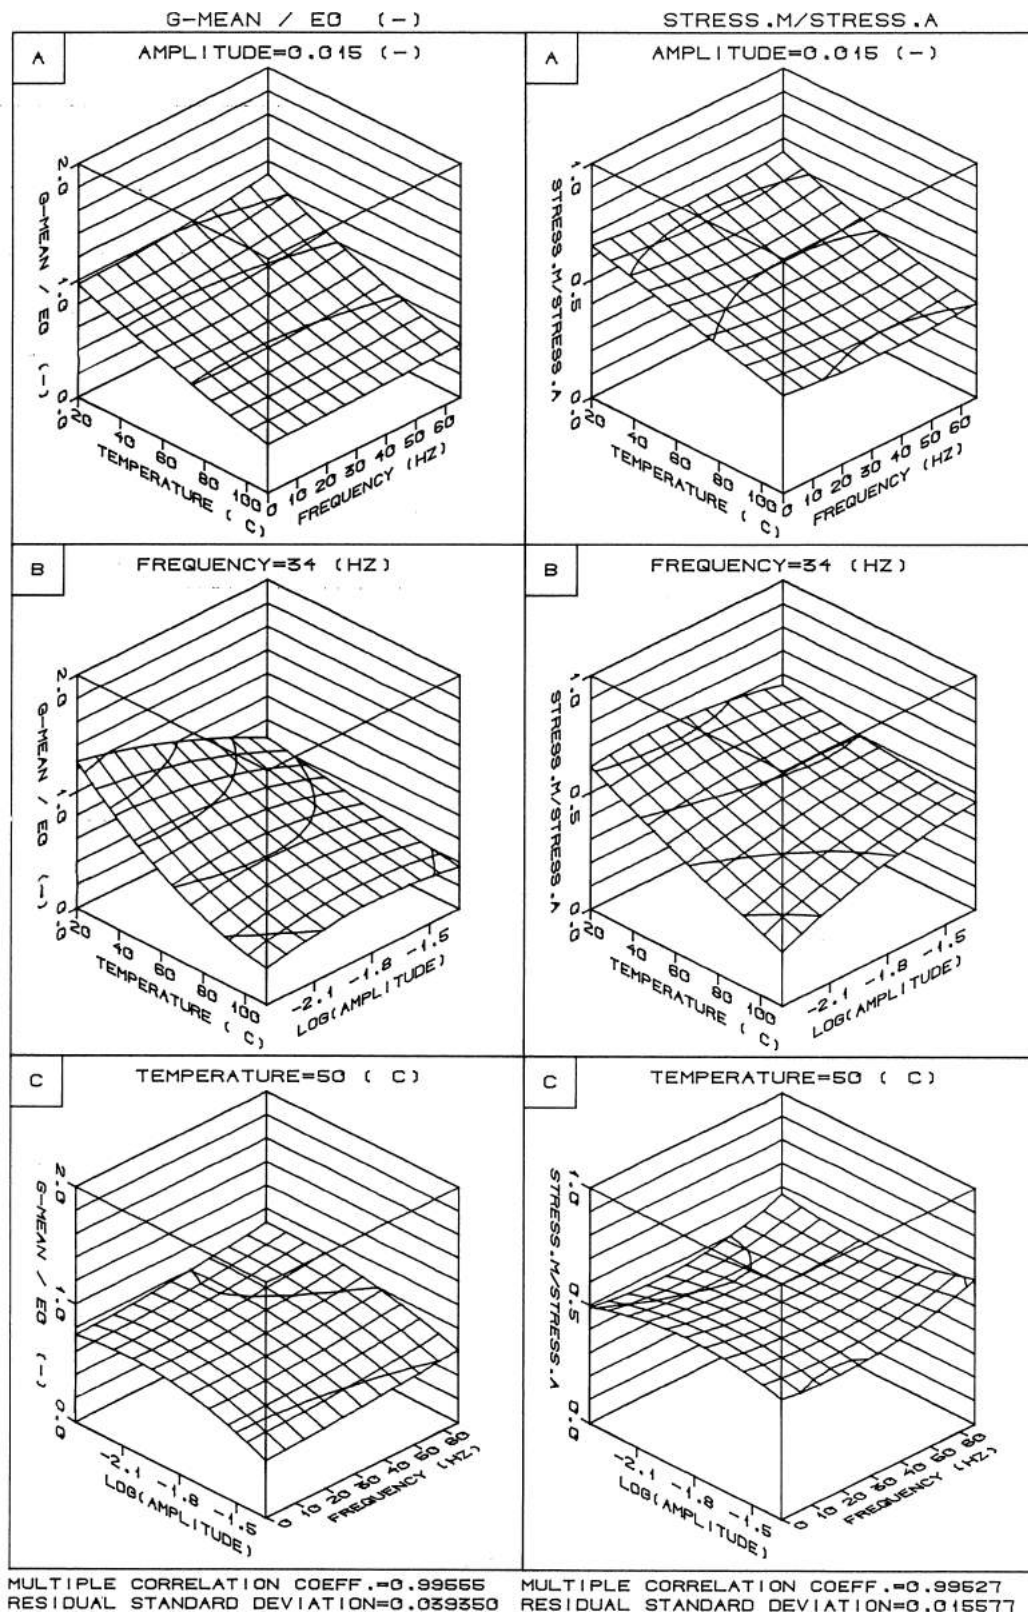 G-MEAN / E0 (-)
STRESS.M/STRESS.A
A
AMPLITUDE=0.015 (-)
2.0
1.0
0.0
G-MEAN / E0 (-)
20 40 60 80 100
TEMPERATURE ( C)
0 10 20 30 40 50 60
FREQUENCY (HZ)
A
AMPLITUDE=0.015 (-)
1.0
0.5
0.0
STRESS.M/STRESS.A
20 40 60 80 100
TEMPERATURE ( C)
0 10 20 30 40 50 60
FREQUENCY (HZ)
B
FREQUENCY=34 (HZ)
2.0
1.0
0.0
G-MEAN / E0 (-)
20 40 60 80 100
TEMPERATURE ( C)
-2.1 -1.8 -1.5
LOG(AMPLITUDE)
B
FREQUENCY=34 (HZ)
1.0
0.5
0.0
STRESS.M/STRESS.A
20 40 60 80 100
TEMPERATURE ( C)
-2.1 -1.8 -1.5
LOG(AMPLITUDE)
C
TEMPERATURE=50 ( C)
2.0
1.0
0.0
G-MEAN / E0 (-)
-2.1 -1.8 -1.5
LOG(AMPLITUDE)
0 10 20 30 40 50 60
FREQUENCY (HZ)
C
TEMPERATURE=50 ( C)
1.0
0.5
0.0
STRESS.M/STRESS.A
-2.1 -1.8 -1.5
LOG(AMPLITUDE)
0 10 20 30 40 50 60
FREQUENCY (HZ)
MULTIPLE CORRELATION COEFF.=0.99555
RESIDUAL STANDARD DEVIATION=0.039350
MULTIPLE CORRELATION COEFF.=0.99527
RESIDUAL STANDARD DEVIATION=0.015577